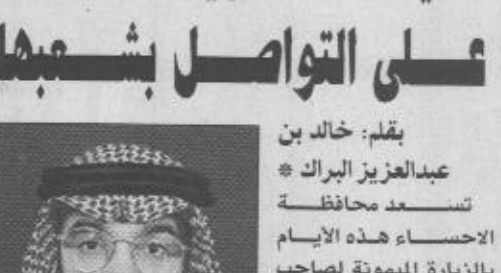 على التواصل بشعبها
بقلم: خالد بن
عبدالعزيز البراك *
تسعد محافظة
الاحساء هذه الأيام
بالزيارة الميمونة لصاحب